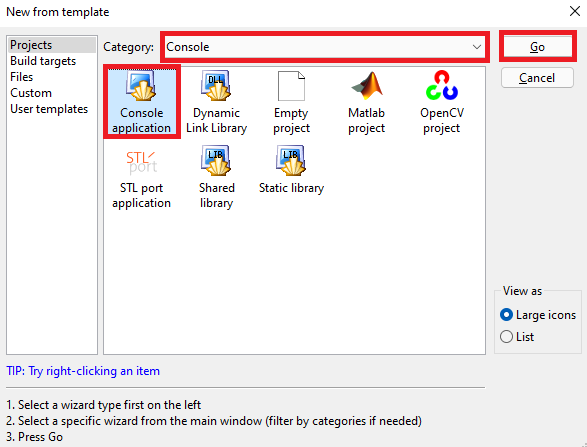 New from template
Projects
Build targets
Files
Custom
User templates
Category: Console
Go
Cancel
Console
application
DLL
Dynamic
Link Library
Empty
project
Matlab
project
OpenCV
project
STL
port
STL port
application
LIB
Shared
library
LIB
Static library
View as
Large icons
List
TIP: Try right-clicking an item
1. Select a wizard type first on the left
2. Select a specific wizard from the main window (filter by categories if needed)
3. Press Go